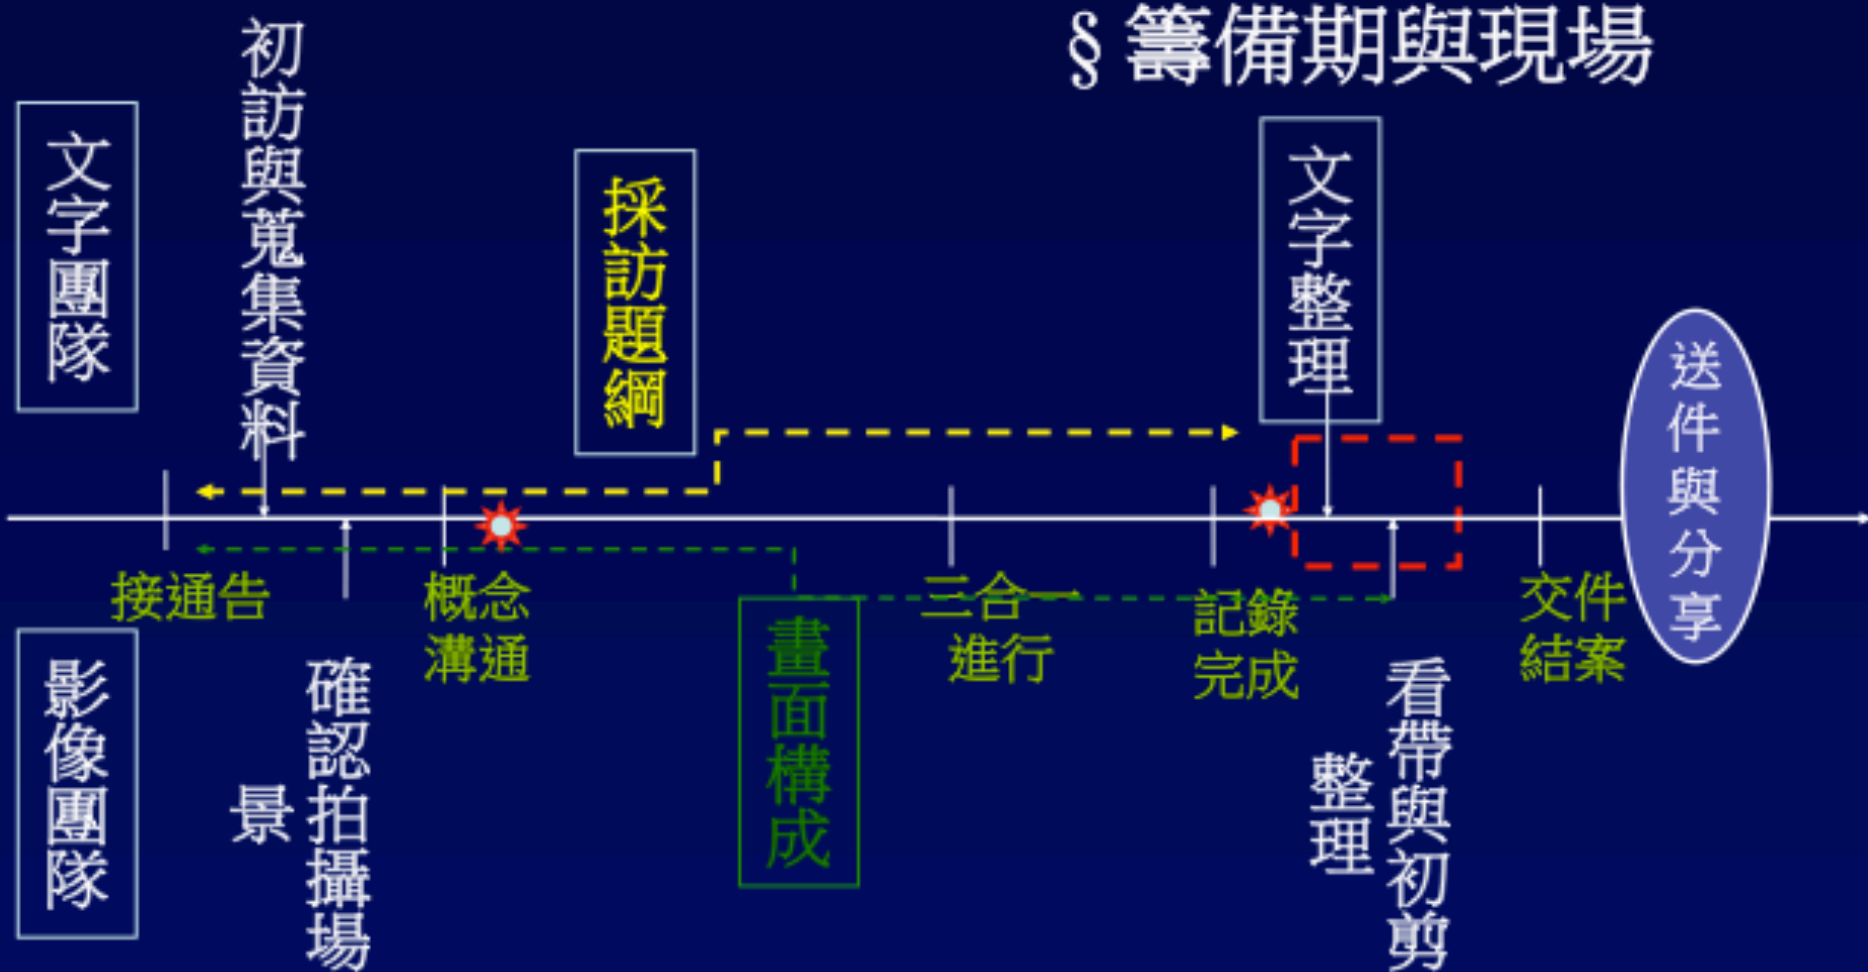 § 籌備期與現場
文字團隊
初訪與蒐集資料
採訪題綱
文字整理
送件與分享
接通告
概念
溝通
三合一
進行
記錄
完成
交件
結案
影像團隊
確認拍攝場
景
畫面構成
看帶與初剪
整理